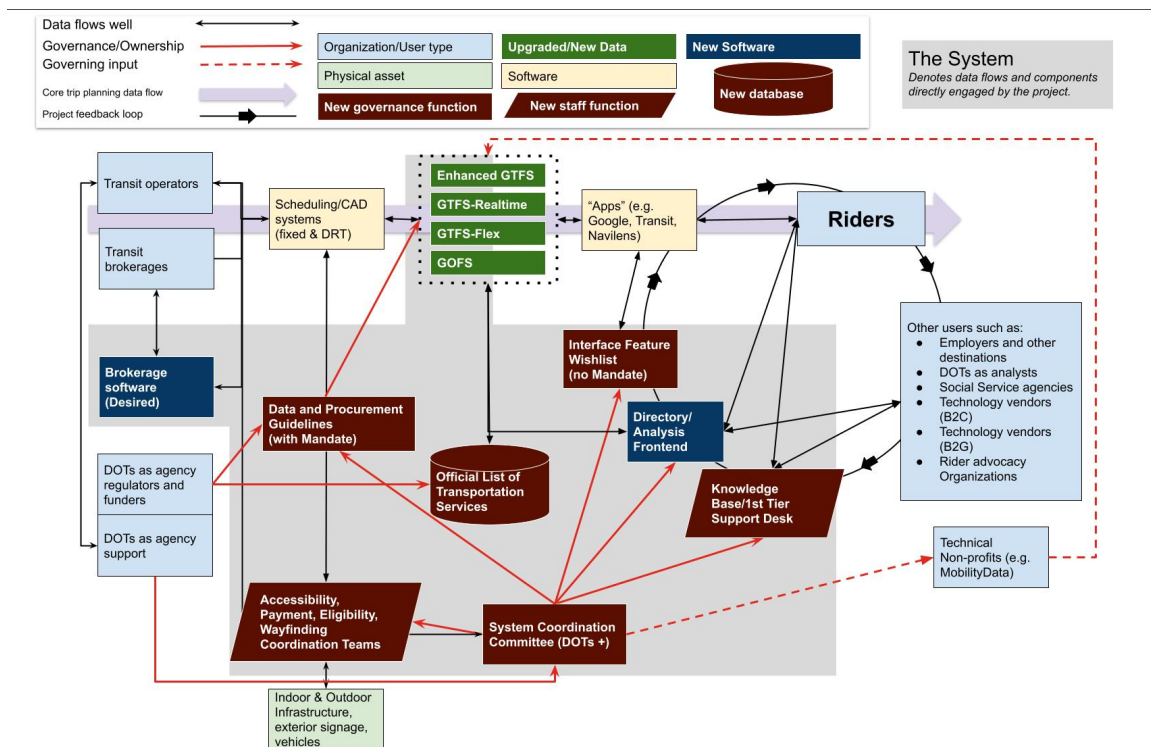 Data flows well
Governance/Ownership
Governing input
Core trip planning data flow
Project feedback loop
Organization/User type
Upgraded/New Data
New Software
Physical asset
Software
New database
New governance function
New staff function
The System
Denotes data flows and components
directly engaged by the project.
Transit operators
Scheduling/CAD
systems
(fixed & DRT)
Enhanced GTFS
GTFS-Realtime
GTFS-Flex
GOFS
“Apps” (e.g.
Google, Transit,
Navilens)
Riders
Transit
brokerages
Brokerage
software
(Desired)
Data and Procurement
Guidelines
(with Mandate)
Interface Feature
Wishlist
(no Mandate)
Directory/
Analysis
Frontend
Other users such as:
● Employers and other
destinations
● DOTs as analysts
● Social Service agencies
● Technology vendors
(B2C)
● Technology vendors
(B2G)
● Rider advocacy
Organizations
DOTs as agency
regulators and
funders
DOTs as agency
support
Official List of
Transportation
Services
Knowledge
Base/1st Tier
Support Desk
Technical
Non-profits (e.g.
MobilityData)
Accessibility,
Payment, Eligibility,
Wayfinding
Coordination Teams
System Coordination
Committee (DOTs +)
Indoor & Outdoor
Infrastructure,
exterior signage,
vehicles